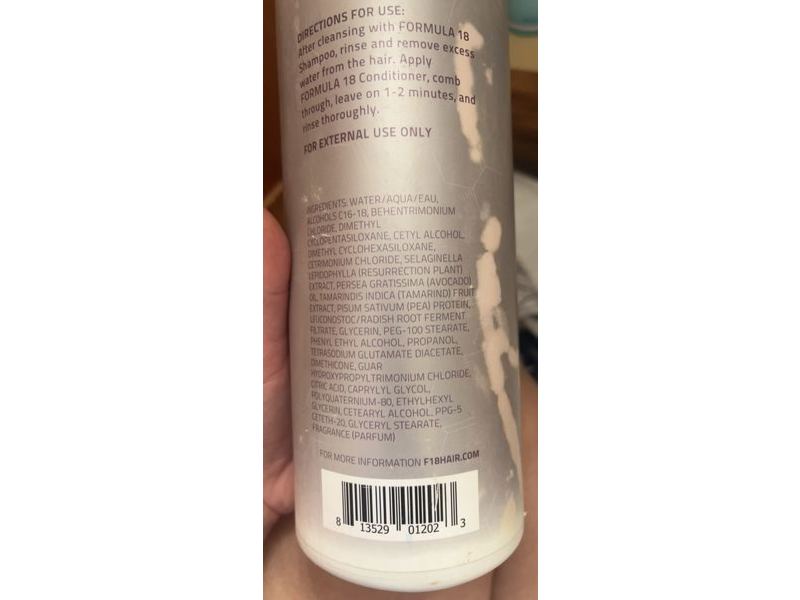 DIRECTIONS FOR USE:
After cleansing with FORMULA 18
Shampoo, rinse and remove excess
water from the hair. Apply
FORMULA 18 Conditioner, comb
through, leave on 1-2 minutes, and
rinse thoroughly.
FOR EXTERNAL USE ONLY
INGREDIENTS: WATER/AQUA/EAU,
ALCOHOLS C16-18, BEHENTRIMONIUM
CHLORIDE, DIMETHYL
CYCLOPENTASILOXANE, CETYL ALCOHOL,
DIMETHYL CYCLOHEXASILOXANE,
CETRIMONIUM CHLORIDE, SELAGINELLA
LEPIDOPHYLLA (RESURRECTION PLANT)
EXTRACT, PERSEA GRATISSIMA (AVOCADO)
OIL, TAMARINDIS INDICA (TAMARIND) FRUIT
EXTRACT, PISUM SATIVUM (PEA) PROTEIN,
LEUCONOSTOC/RADISH ROOT FERMENT
FILTRATE, GLYCERIN, PEG-100 STEARATE,
PHENYL ETHYL ALCOHOL, PROPANOL,
TETRASODIUM GLUTAMATE DIACETATE,
DIMETHICONE, GUAR
HYDROXYPROPYLTRIMONIUM CHLORIDE,
CITRIC ACID, CAPRYLYL GLYCOL,
POLYQUATERNIUM-80, ETHYLHEXYL
GLYCERIN, CETEARYL ALCOHOL, PPG-5
CETETH-20, GLYCERYL STEARATE,
FRAGRANCE (PARFUM)
FOR MORE INFORMATION F18HAIR.COM
8 13529 01202 3